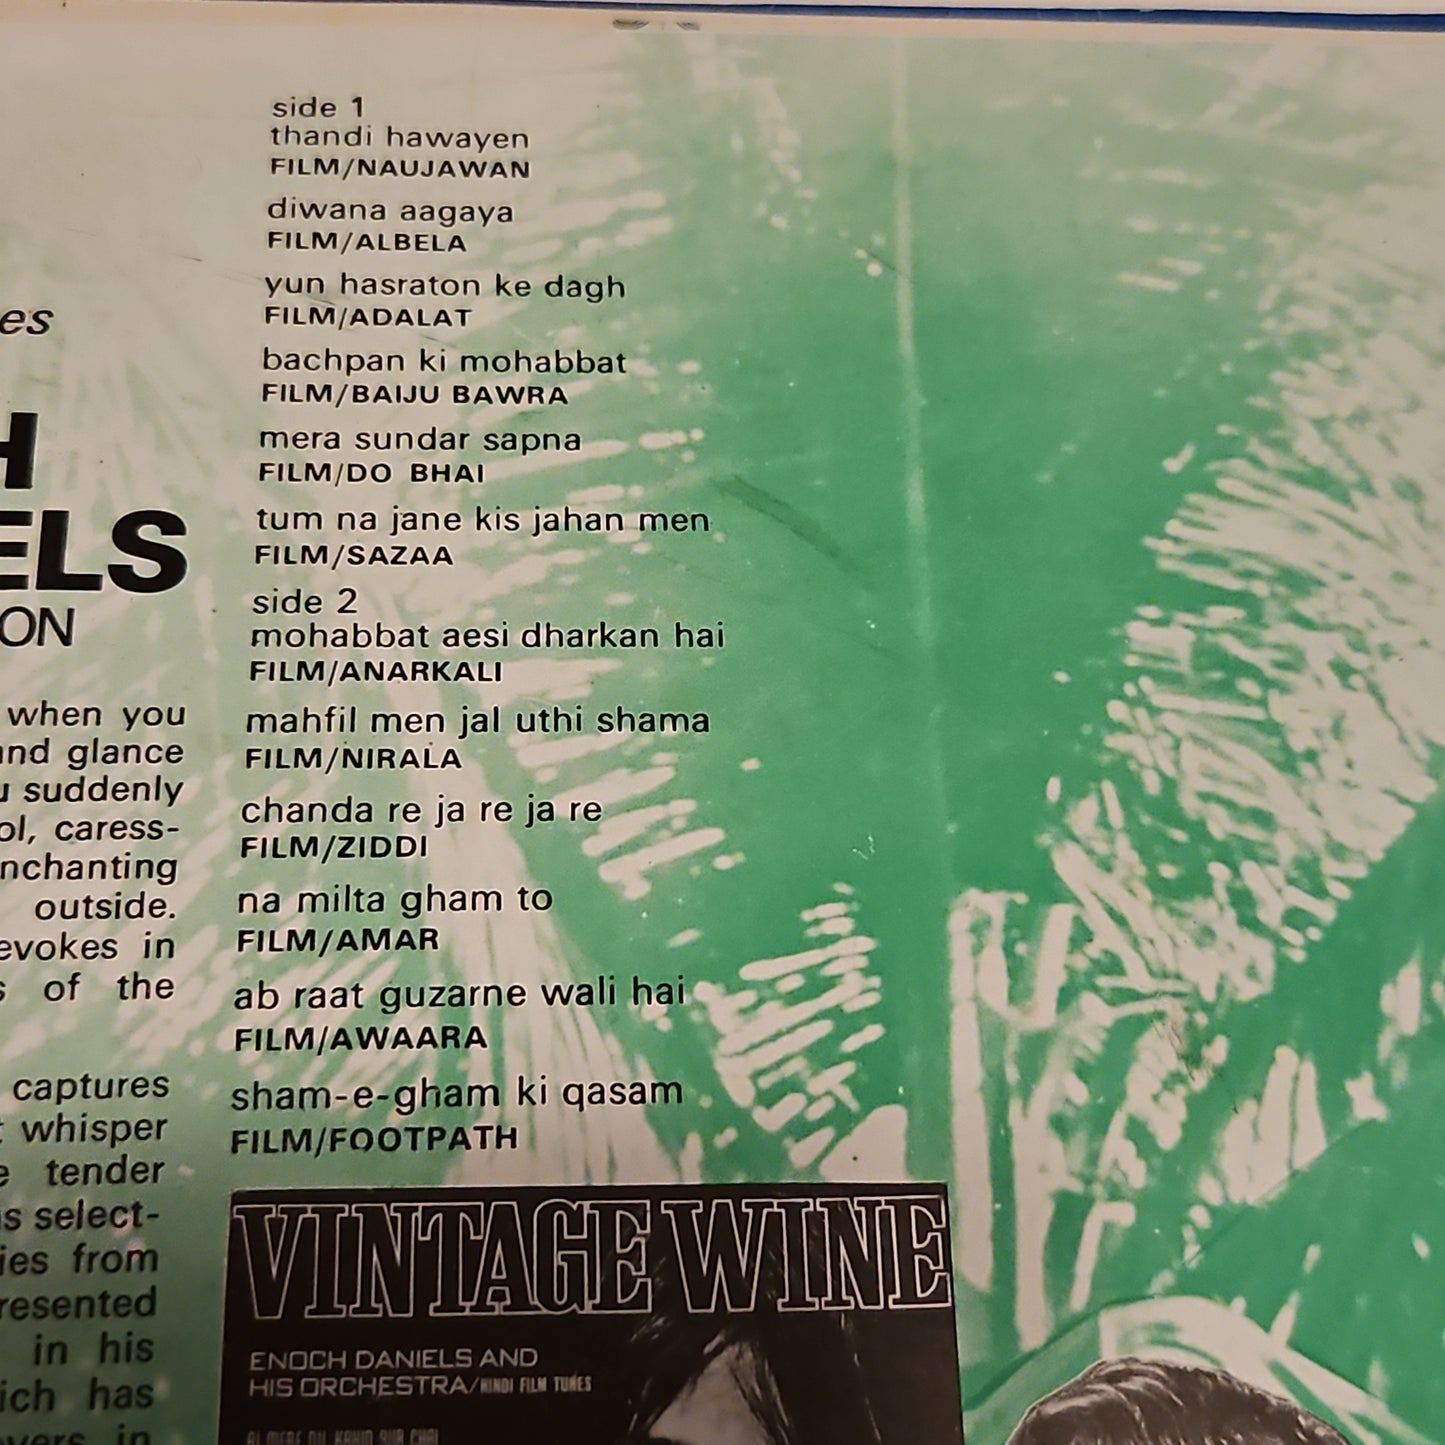 es
H
ELS
ON
when you
and glance
suddenly
ol, caress-
nchanting
outside.
evokes in
of the
captures
whisper
tender
select-
ies from
resented
in his
ich has
in
side 1
thandi hawayen
FILM/NAUJAWAN
diwana aagaya
FILM/ALBELA
yun hasraton ke dagh
FILM/ADALAT
bachpan ki mohabbat
FILM/BAIJU BAWRA
mera sundar sapna
FILM/DO BHAI
tum na jane kis jahan men
FILM/SAZAA
side 2
mohabbat aesi dharkan hai
FILM/ANARKALI
mahfil men jal uthi shama
FILM/NIRALA
chanda re ja re ja re
FILM/ZIDDI
na milta gham to
FILM/AMAR
ab raat guzarne wali hai
FILM/AWAARA
sham-e-gham ki qasam
FILM/FOOTPATH
VINTAGE WINE
ENOCH DANIELS AND
HIS ORCHESTRA/HINDI FILM TUNES